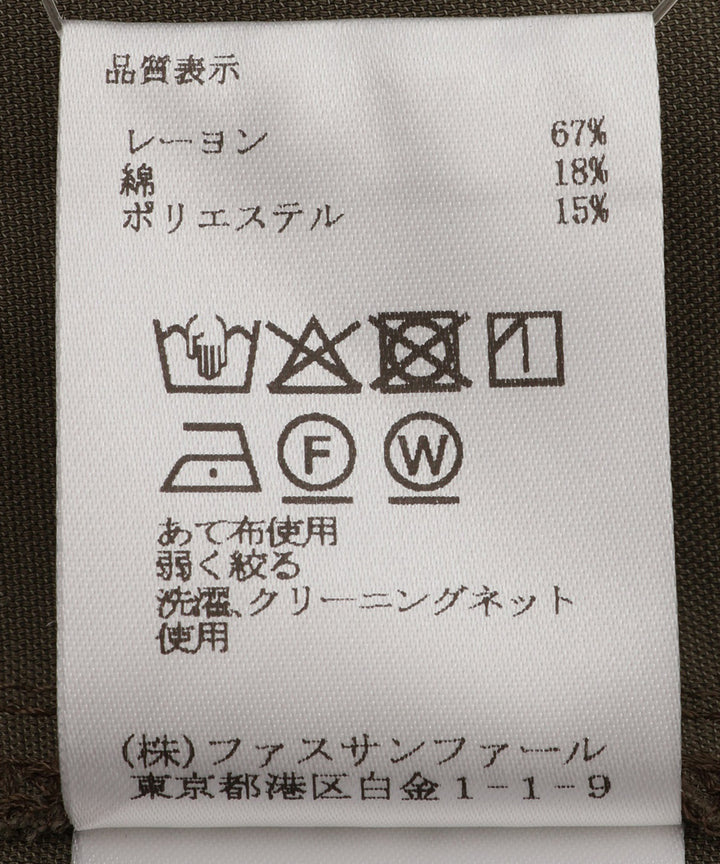 品質表示
レーヨン 67%
綿 18%
ポリエステル 15%
F W
あて布使用
弱く絞る
洗濯、クリーニングネット
使用
(株)ファスサンファール
東京都港区白金1-1-9